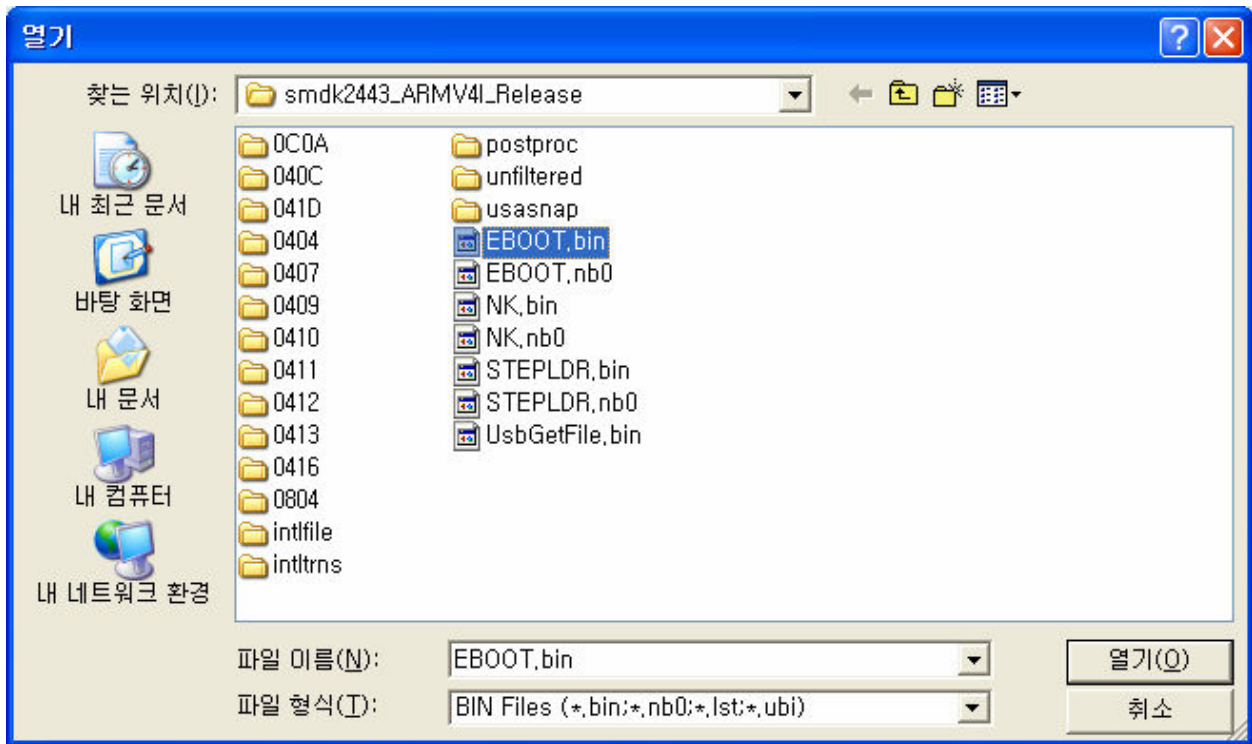 열기
찾는 위치(I):
smdk2443_ARMV4I_Release
내 최근 문서
바탕 화면
내 문서
내 컴퓨터
내 네트워크 환경
0C0A
040C
041D
0404
0407
0409
0410
0411
0412
0413
0416
0804
intlfile
intltrns
postproc
unfiltered
usasnap
EBOOT.bin
EBOOT.nb0
NK.bin
NK.nb0
STEPLDR.bin
STEPLDR.nb0
UsbGetFile.bin
파일 이름(N):
EBOOT.bin
열기(O)
파일 형식(T):
BIN Files (*.bin;*.nb0;*.lst;*.ubi)
취소